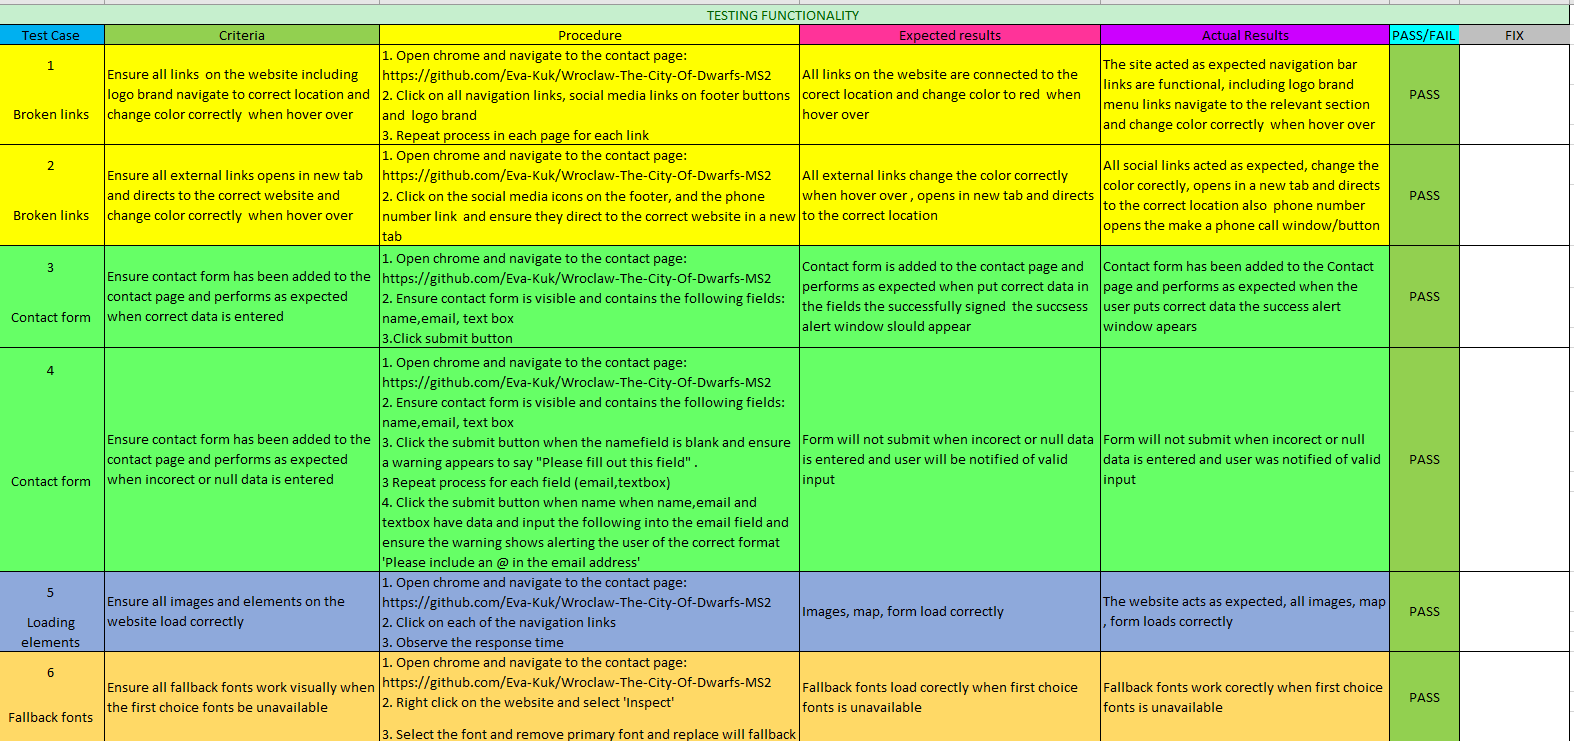 TESTING FUNCTIONALITY
Test Case
Criteria
Procedure
Expected results
Actual Results
PASS/FAIL
FIX
1
Broken links
Ensure all links  on the website including
logo brand navigate to correct location and
change color correctly  when hover over
1. Open chrome and navigate to the contact page:
https://github.com/Eva-Kuk/Wroclaw-The-City-Of-Dwarfs-MS2
2. Click on all navigation links, social media links on footer buttons
and  logo brand
3. Repeat process in each page for each link
All links on the website are connected to the
corect location and change color to red  when
hover over
The site acted as expected navigation bar
links are functional, including logo brand
menu links navigate to the relevant section
and change color correctly  when hover over
PASS
2
Broken links
Ensure all external links opens in new tab
and directs to the correct website and
change color correctly  when hover over
1. Open chrome and navigate to the contact page:
https://github.com/Eva-Kuk/Wroclaw-The-City-Of-Dwarfs-MS2
2. Click on the social media icons on the footer, and the phone
number link  and ensure they direct to the correct website in a new
tab
All external links change the color correctly
when hover over , opens in new tab and directs
to the correct location
All social links acted as expected, change the
color corectly, opens in a new tab and directs
to the correct location also  phone number
opens the make a phone call window/button
PASS
3
Contact form
Ensure contact form has been added to the
contact page and performs as expected
when correct data is entered
1. Open chrome and navigate to the contact page:
https://github.com/Eva-Kuk/Wroclaw-The-City-Of-Dwarfs-MS2
2. Ensure contact form is visible and contains the following fields:
name,email, text box
3.Click submit button
Contact form is added to the contact page and
performs as expected when put correct data in
the fields the successfully signed  the succsess
alert window slould appear
Contact form has been added to the Contact
page and performs as expected when the
user puts correct data the success alert
window apears
PASS
4
Contact form
Ensure contact form has been added to the
contact page and performs as expected
when incorect or null data is entered
1. Open chrome and navigate to the contact page:
https://github.com/Eva-Kuk/Wroclaw-The-City-Of-Dwarfs-MS2
2. Ensure contact form is visible and contains the following fields:
name,email, text box
3. Click the submit button when the namefield is blank and ensure
a warning appears to say "Please fill out this field" .
3 Repeat process for each field (email,textbox)
4. Click the submit button when name when name,email and
textbox have data and input the following into the email field and
ensure the warning shows alerting the user of the correct format
'Please include an @ in the email address'
Form will not submit when incorect or null data
is entered and user will be notified of valid
input
Form will not submit when incorect or null
data is entered and user was notified of valid
input
PASS
5
Loading
elements
Ensure all images and elements on the
website load correctly
1. Open chrome and navigate to the contact page:
https://github.com/Eva-Kuk/Wroclaw-The-City-Of-Dwarfs-MS2
2. Click on each of the navigation links
3. Observe the response time
Images, map, form load correctly
The website acts as expected, all images, map
, form loads correctly
PASS
6
Fallback fonts
Ensure all fallback fonts work visually when
the first choice fonts be unavailable
1. Open chrome and navigate to the contact page:
https://github.com/Eva-Kuk/Wroclaw-The-City-Of-Dwarfs-MS2
2. Right click on the website and select 'Inspect'
3. Select the font and remove primary font and replace will fallback
Fallback fonts load corectly when first choice
fonts is unavailable
Fallback fonts work corectly when first choice
fonts is unavailable
PASS